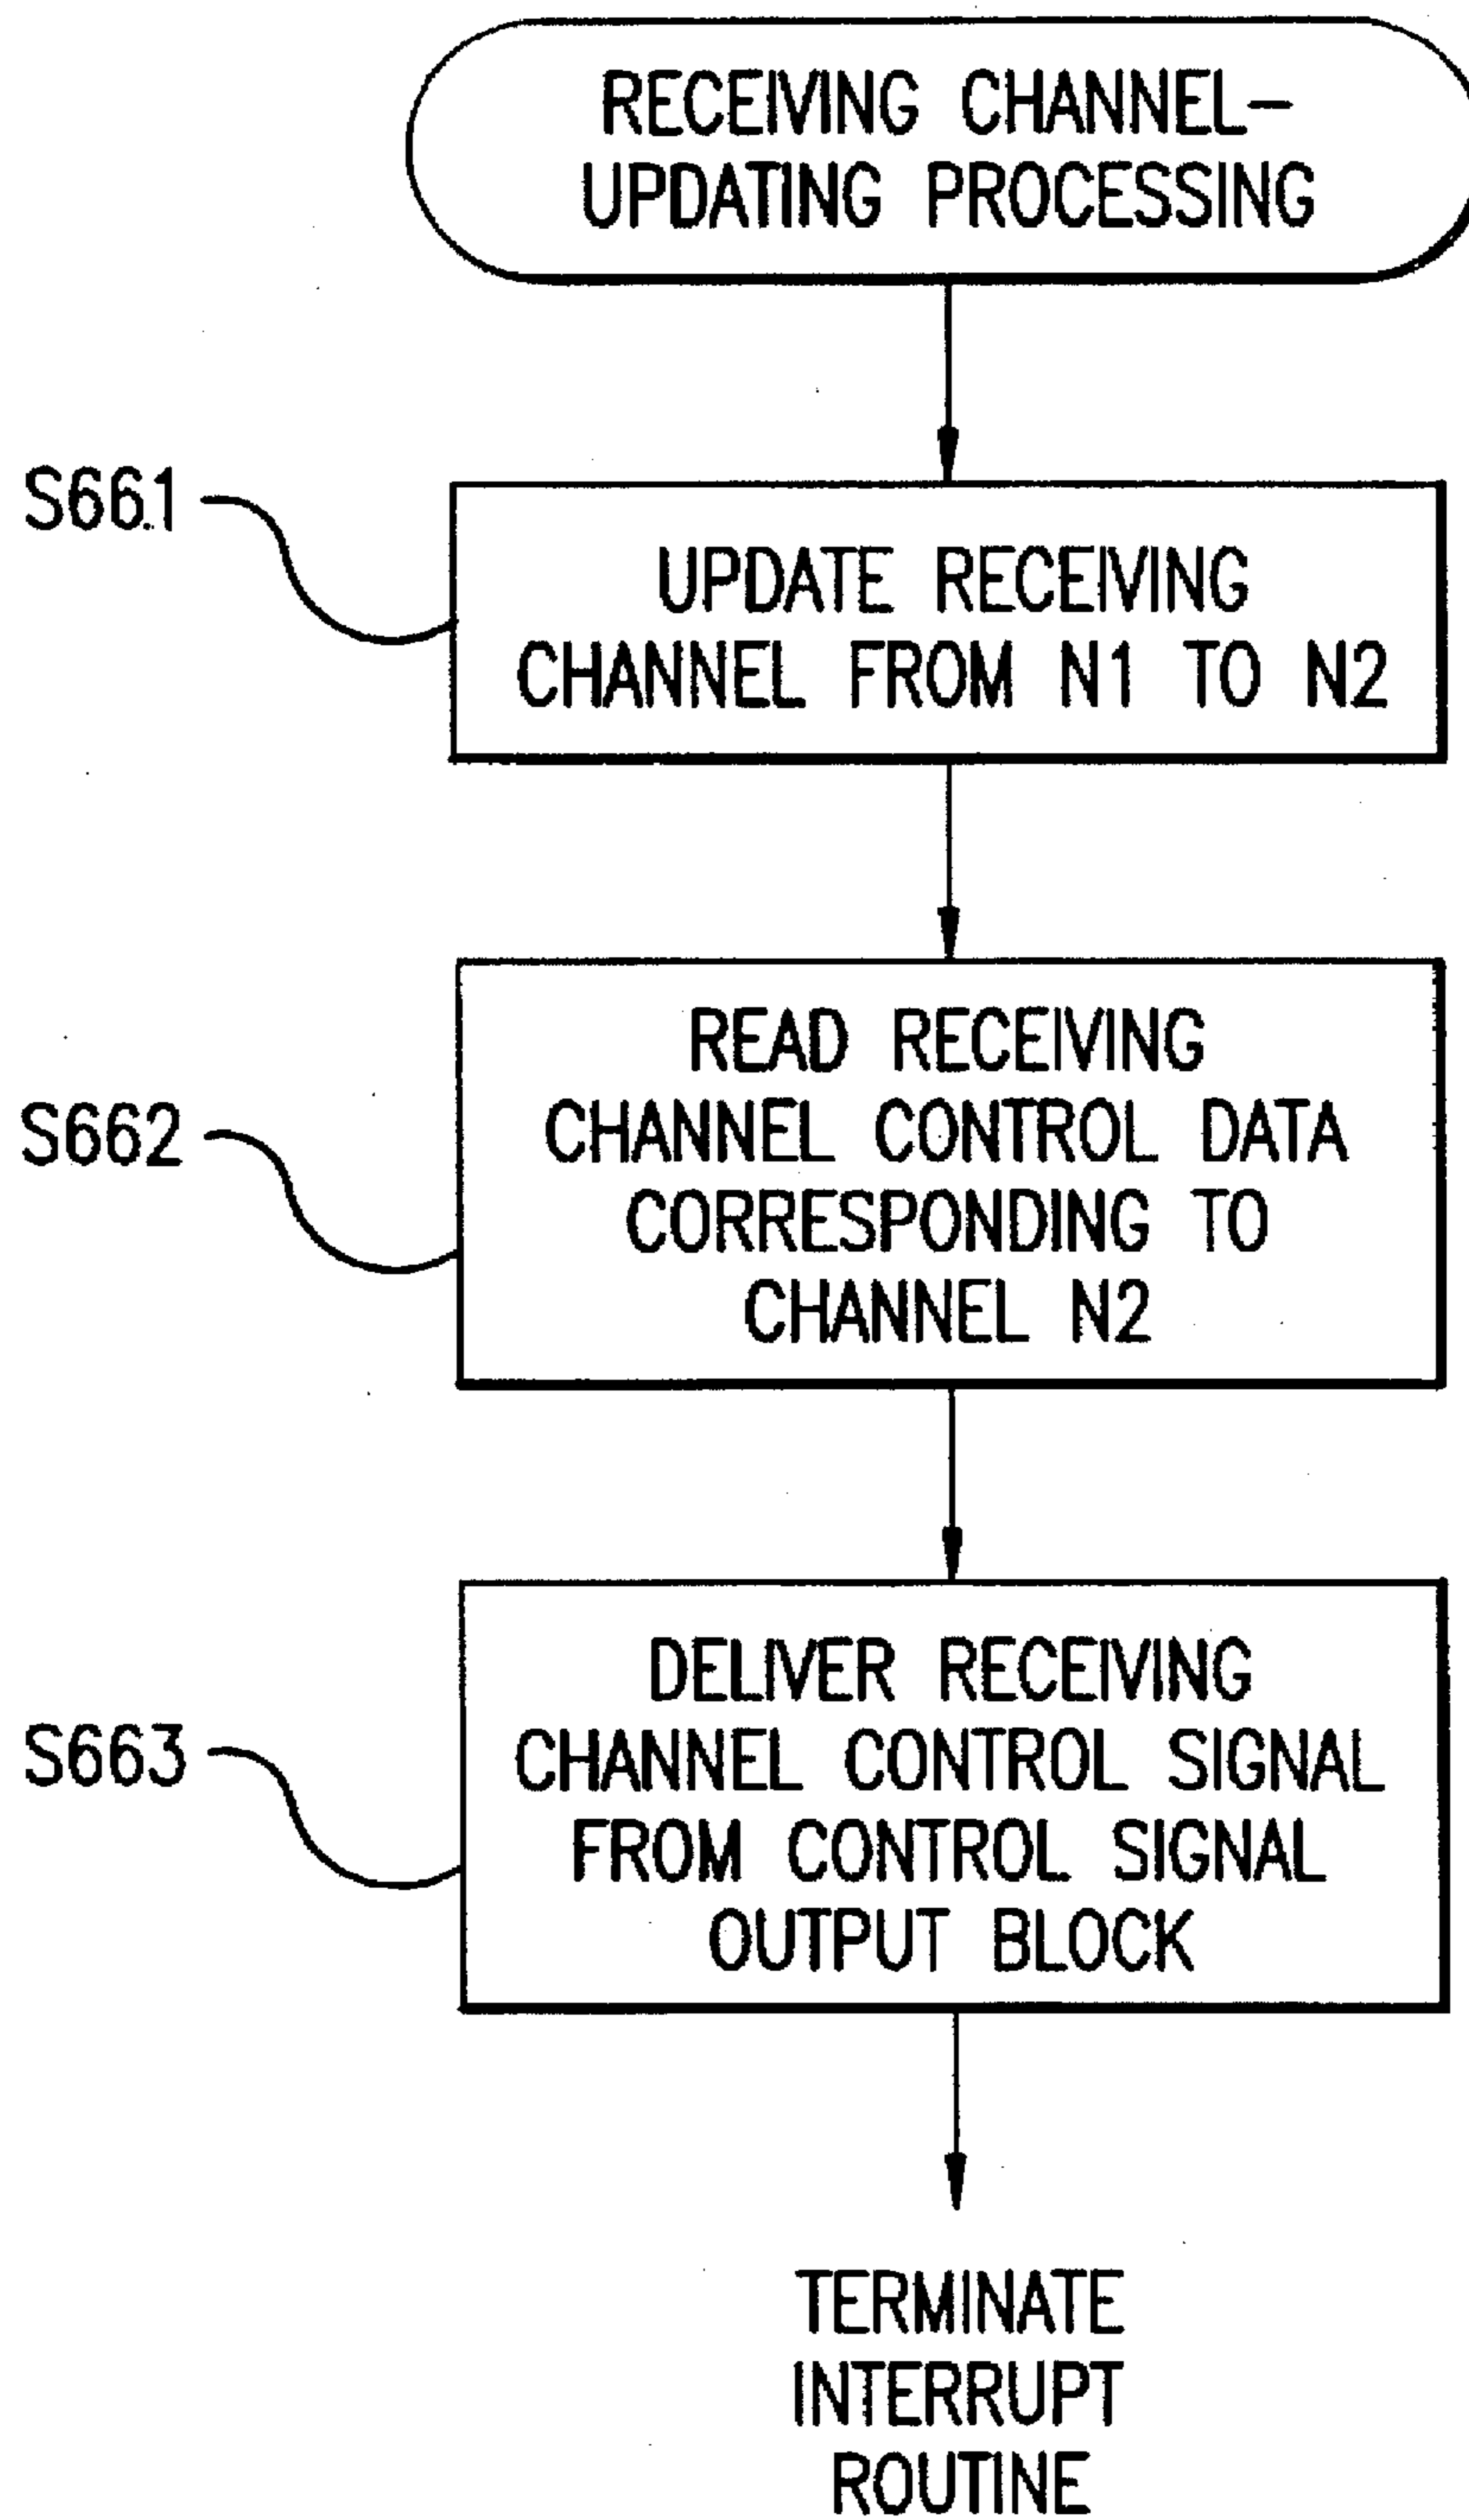 RECEIVING CHANNEL-
UPDATING PROCESSING
S661
UPDATE RECEIVING
CHANNEL FROM N1 TO N2
S662
READ RECEIVING
CHANNEL CONTROL DATA
CORRESPONDING TO
CHANNEL N2
S663
DELIVER RECEIVING
CHANNEL CONTROL SIGNAL
FROM CONTROL SIGNAL
OUTPUT BLOCK
TERMINATE
INTERRUPT
ROUTINE